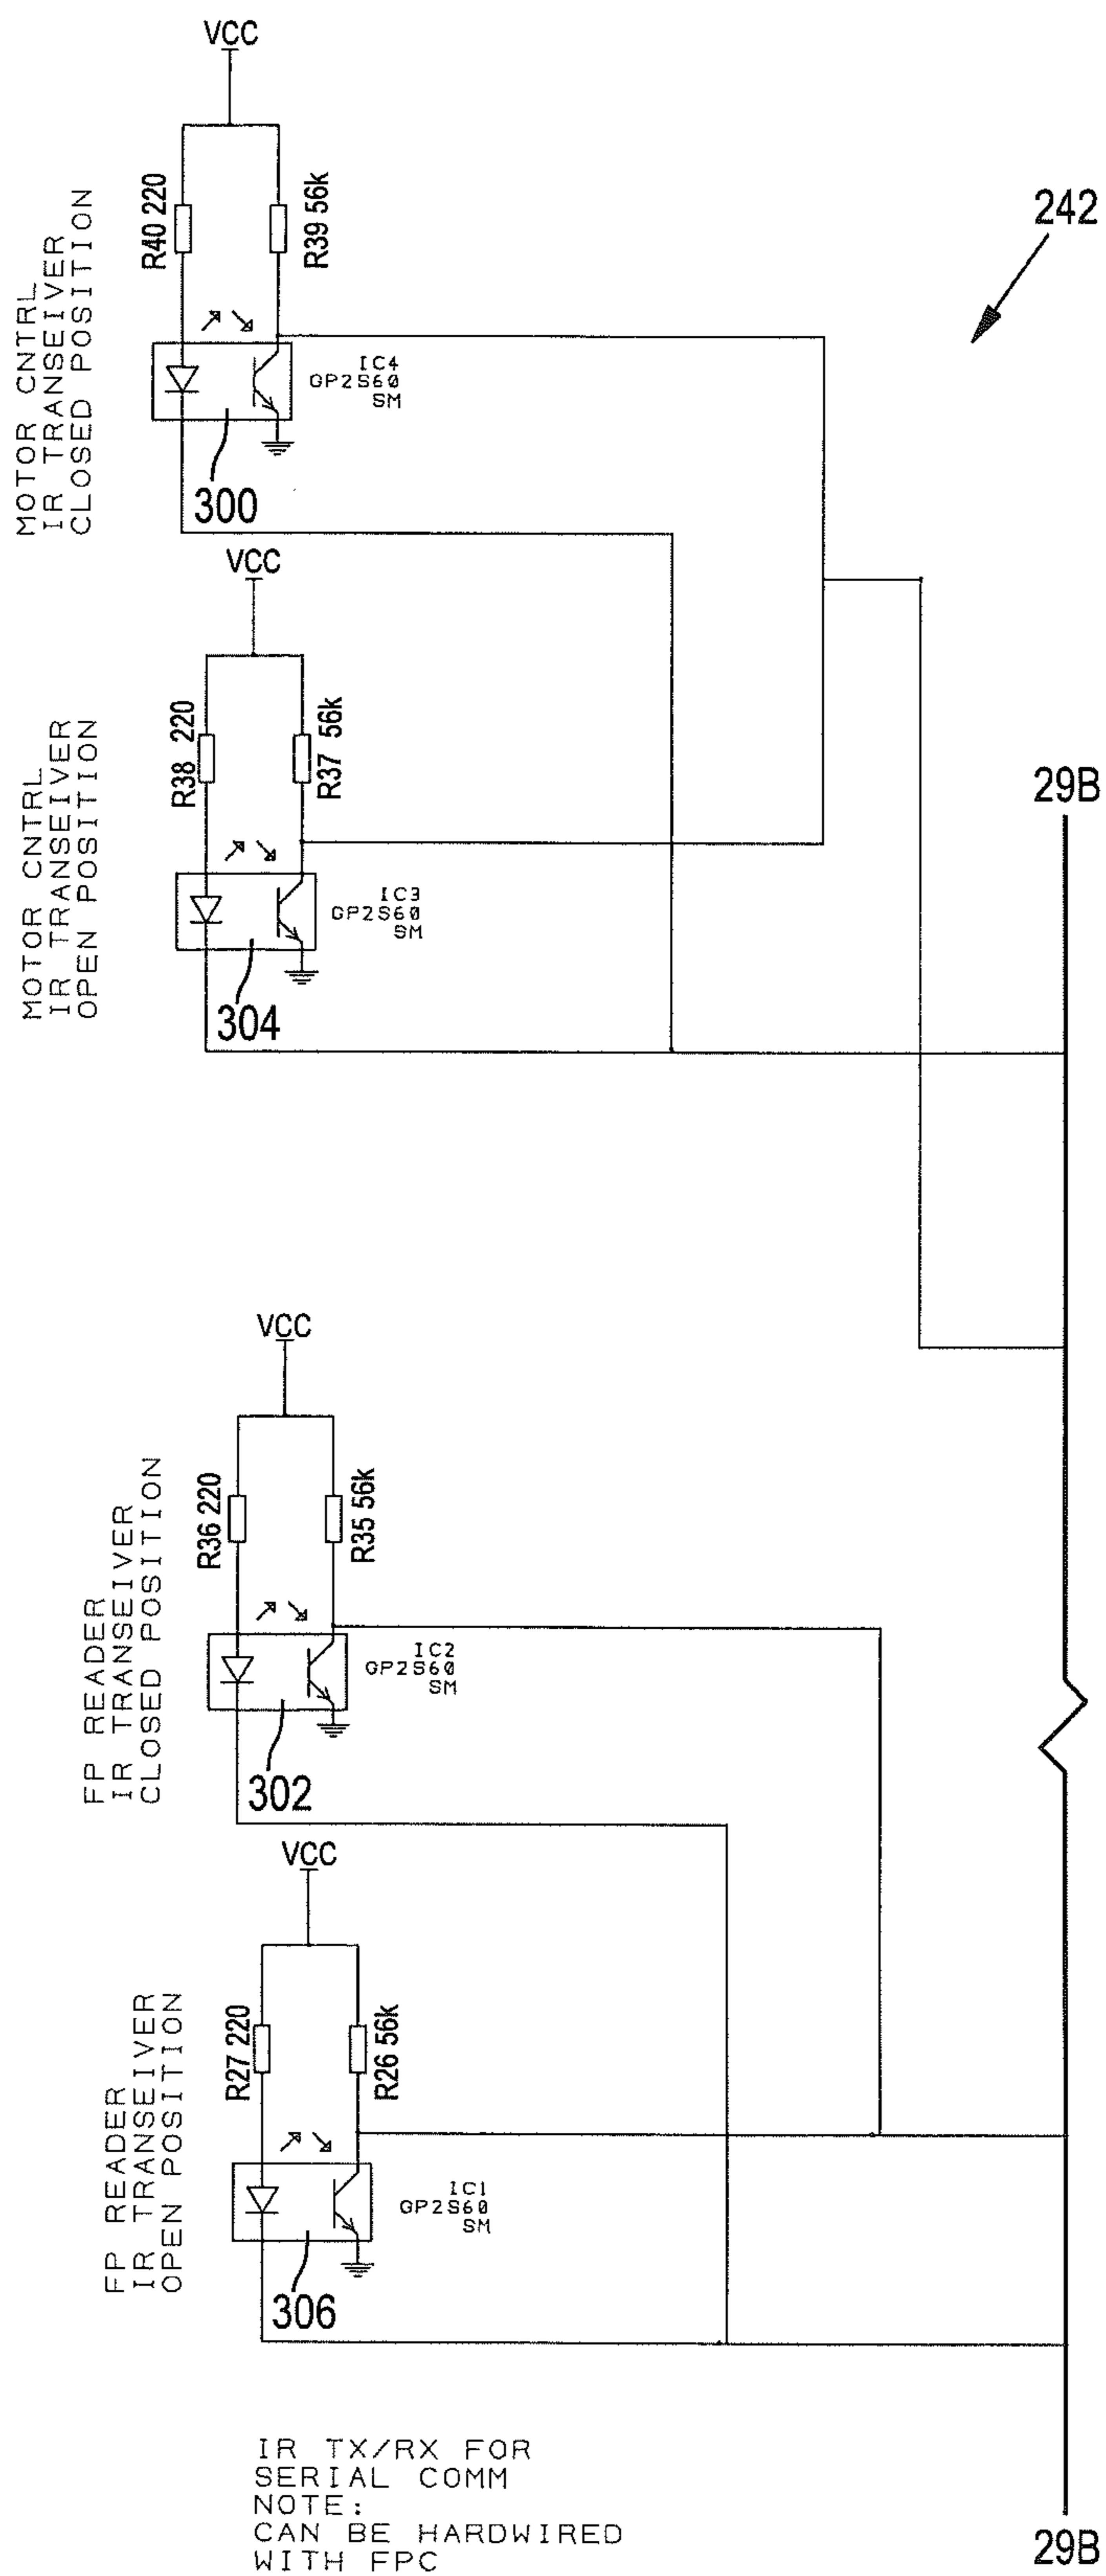 VCC
R40 220
R39 56k
MOTOR CNTRL
IR TRANSEIVER
CLOSED POSITION
242
IC4
GP2S60
SM
300
VCC
R38 220
R37 56k
MOTOR CNTRL
IR TRANSEIVER
OPEN POSITION
29B
IC3
GP2S60
SM
304
VCC
R36 220
R35 56k
FP READER
IR TRANSEIVER
CLOSED POSITION
IC2
GP2S60
SM
302
VCC
R27 220
R26 56k
FP READER
IR TRANSEIVER
OPEN POSITION
IC1
GP2S60
SM
306
IR TX/RX FOR
SERIAL COMM
NOTE:
CAN BE HARDWIRED
WITH FPC
29B